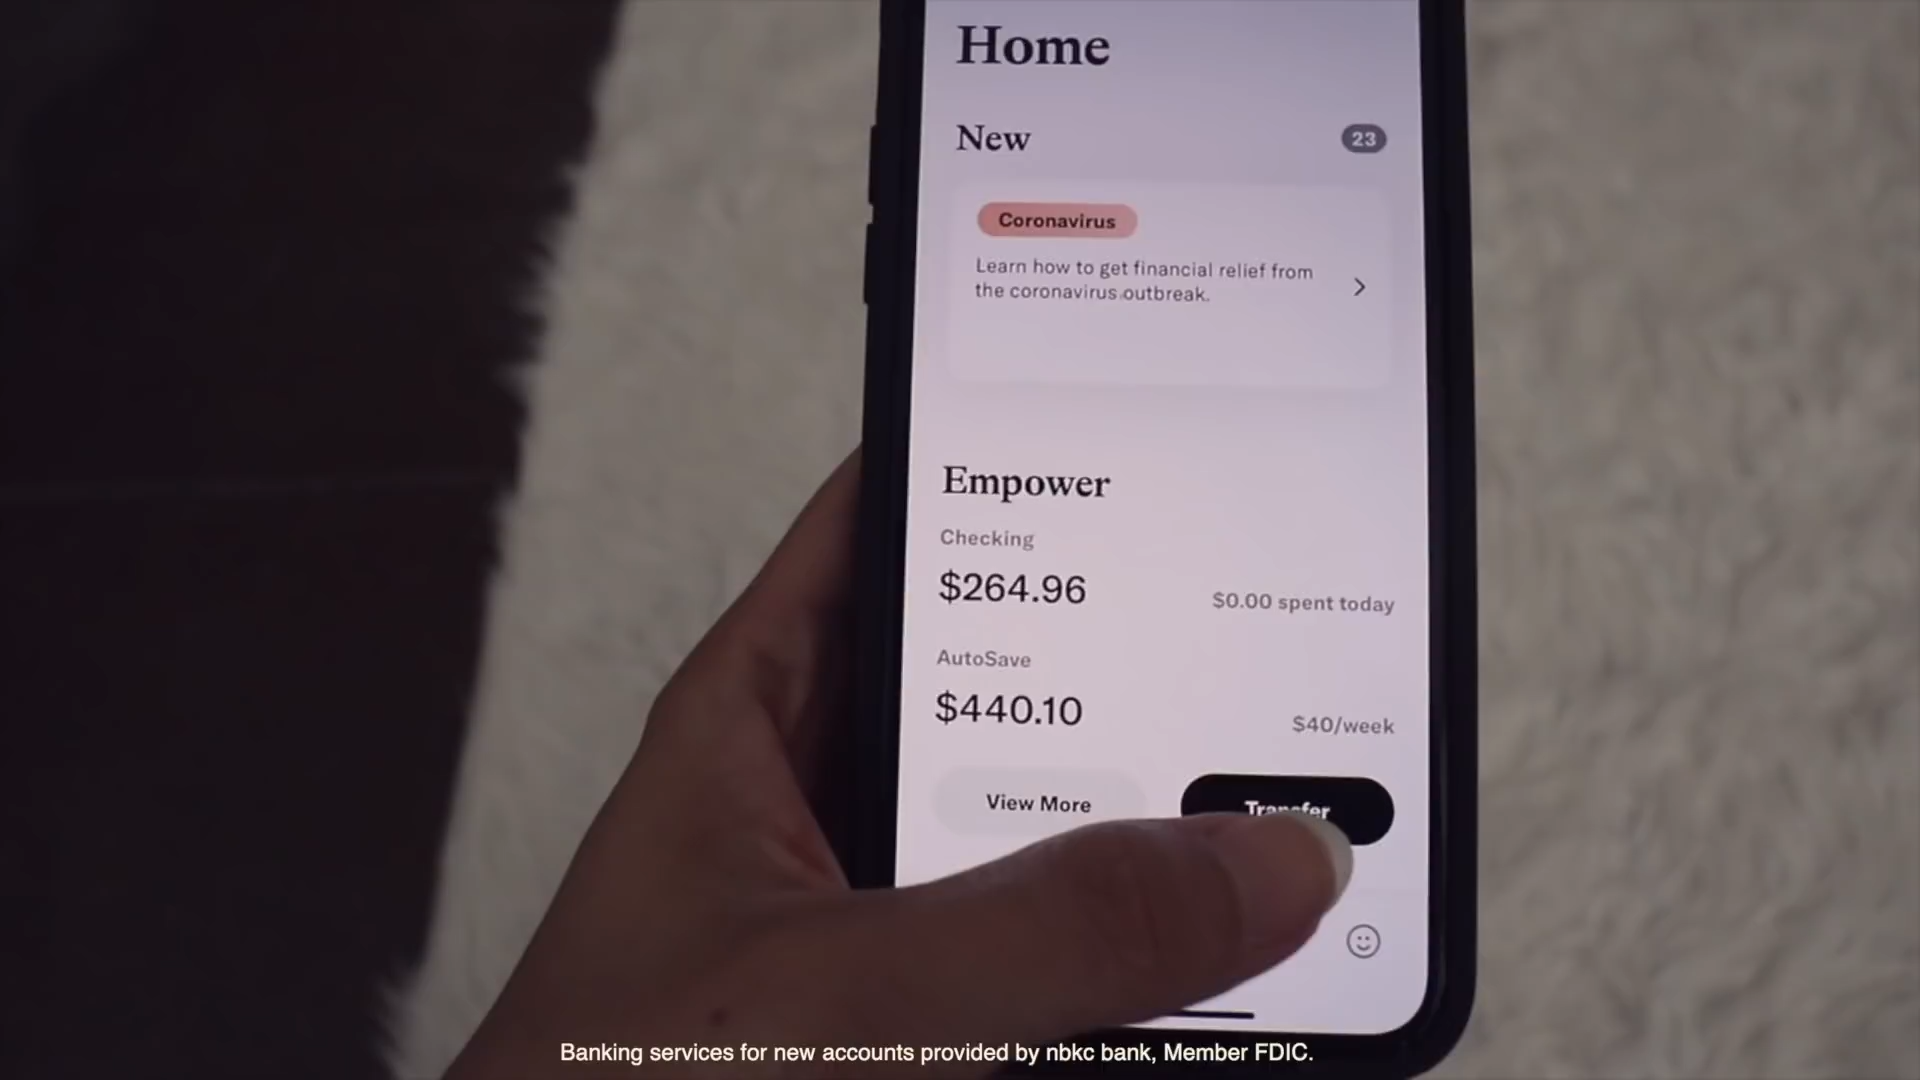 Home
New
23
Coronavirus
Learn how to get financial relief from
the coronavirus outbreak.
Empower
Checking
$264.96
$0.00 spent today
AutoSave
$440.10
$40/week
View More
Transfer
Banking services for new accounts provided by nbkc bank, Member FDIC.